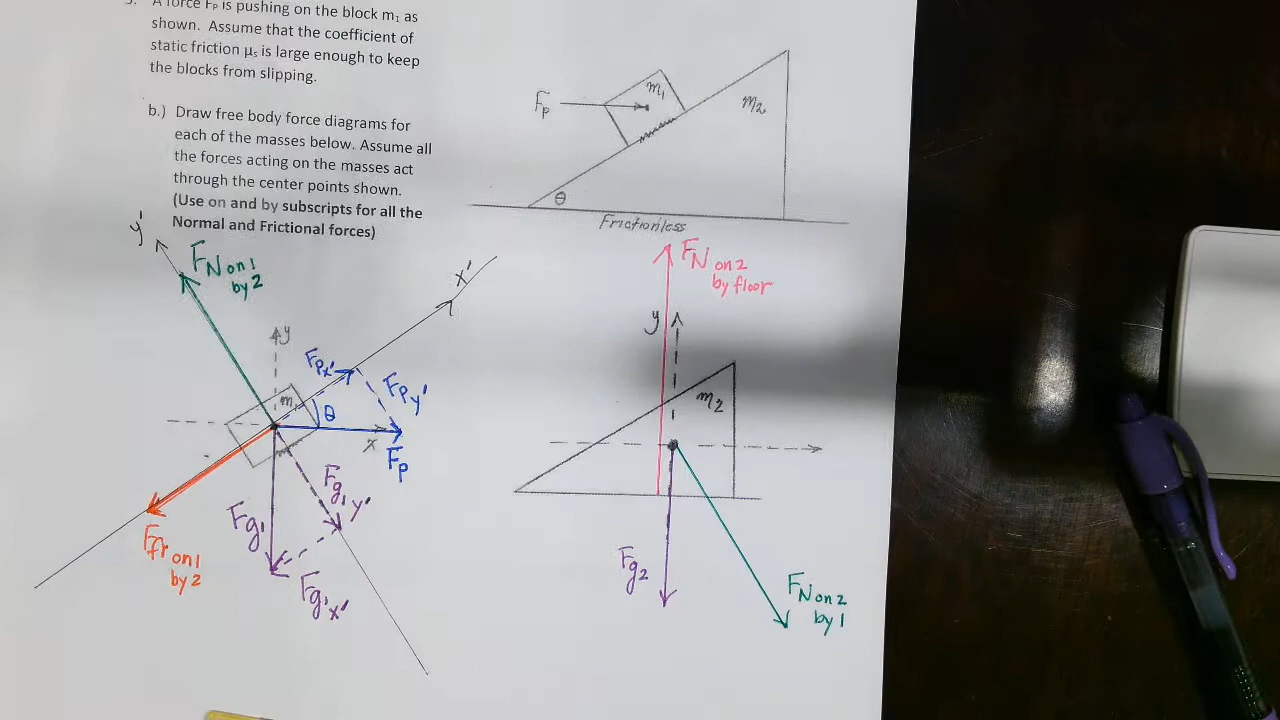 3. A force Fₚ is pushing on the block m₁ as
shown. Assume that the coefficient of
static friction μₛ is large enough to keep
the blocks from slipping.
b.) Draw free body force diagrams for
each of the masses below. Assume all
the forces acting on the masses act
through the center points shown.
(Use on and by subscripts for all the
Normal and Frictional forces)
Fp
m₁
m₂
θ
Frictionless
y'
FN on 1
by 2
x'
y
m₁
Fpx'
Fpy'
θ
x
Fp
Fg₁
Fg₁y'
Fg₁x'
Ffr on 1
by 2
FN on 2
by floor
y
m₂
Fg₂
FN on 2
by 1